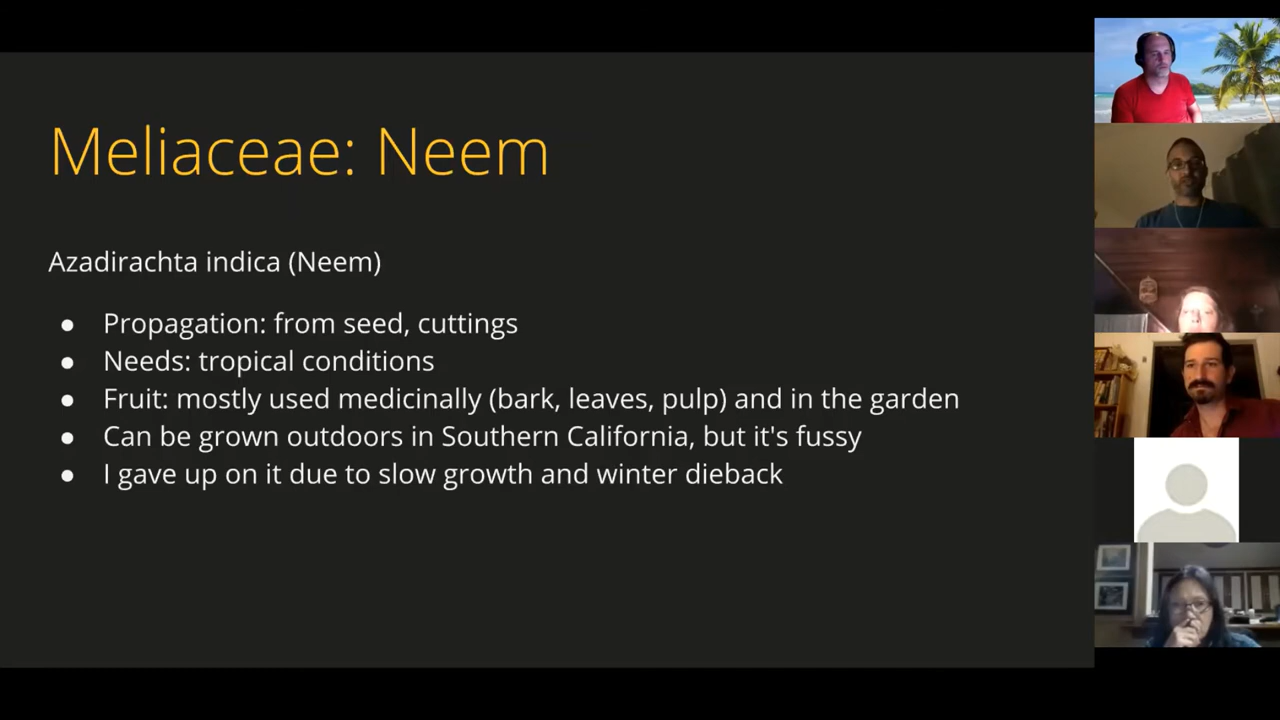 Meliaceae: Neem
Azadirachta indica (Neem)
● Propagation: from seed, cuttings
● Needs: tropical conditions
● Fruit: mostly used medicinally (bark, leaves, pulp) and in the garden
● Can be grown outdoors in Southern California, but it's fussy
● I gave up on it due to slow growth and winter dieback